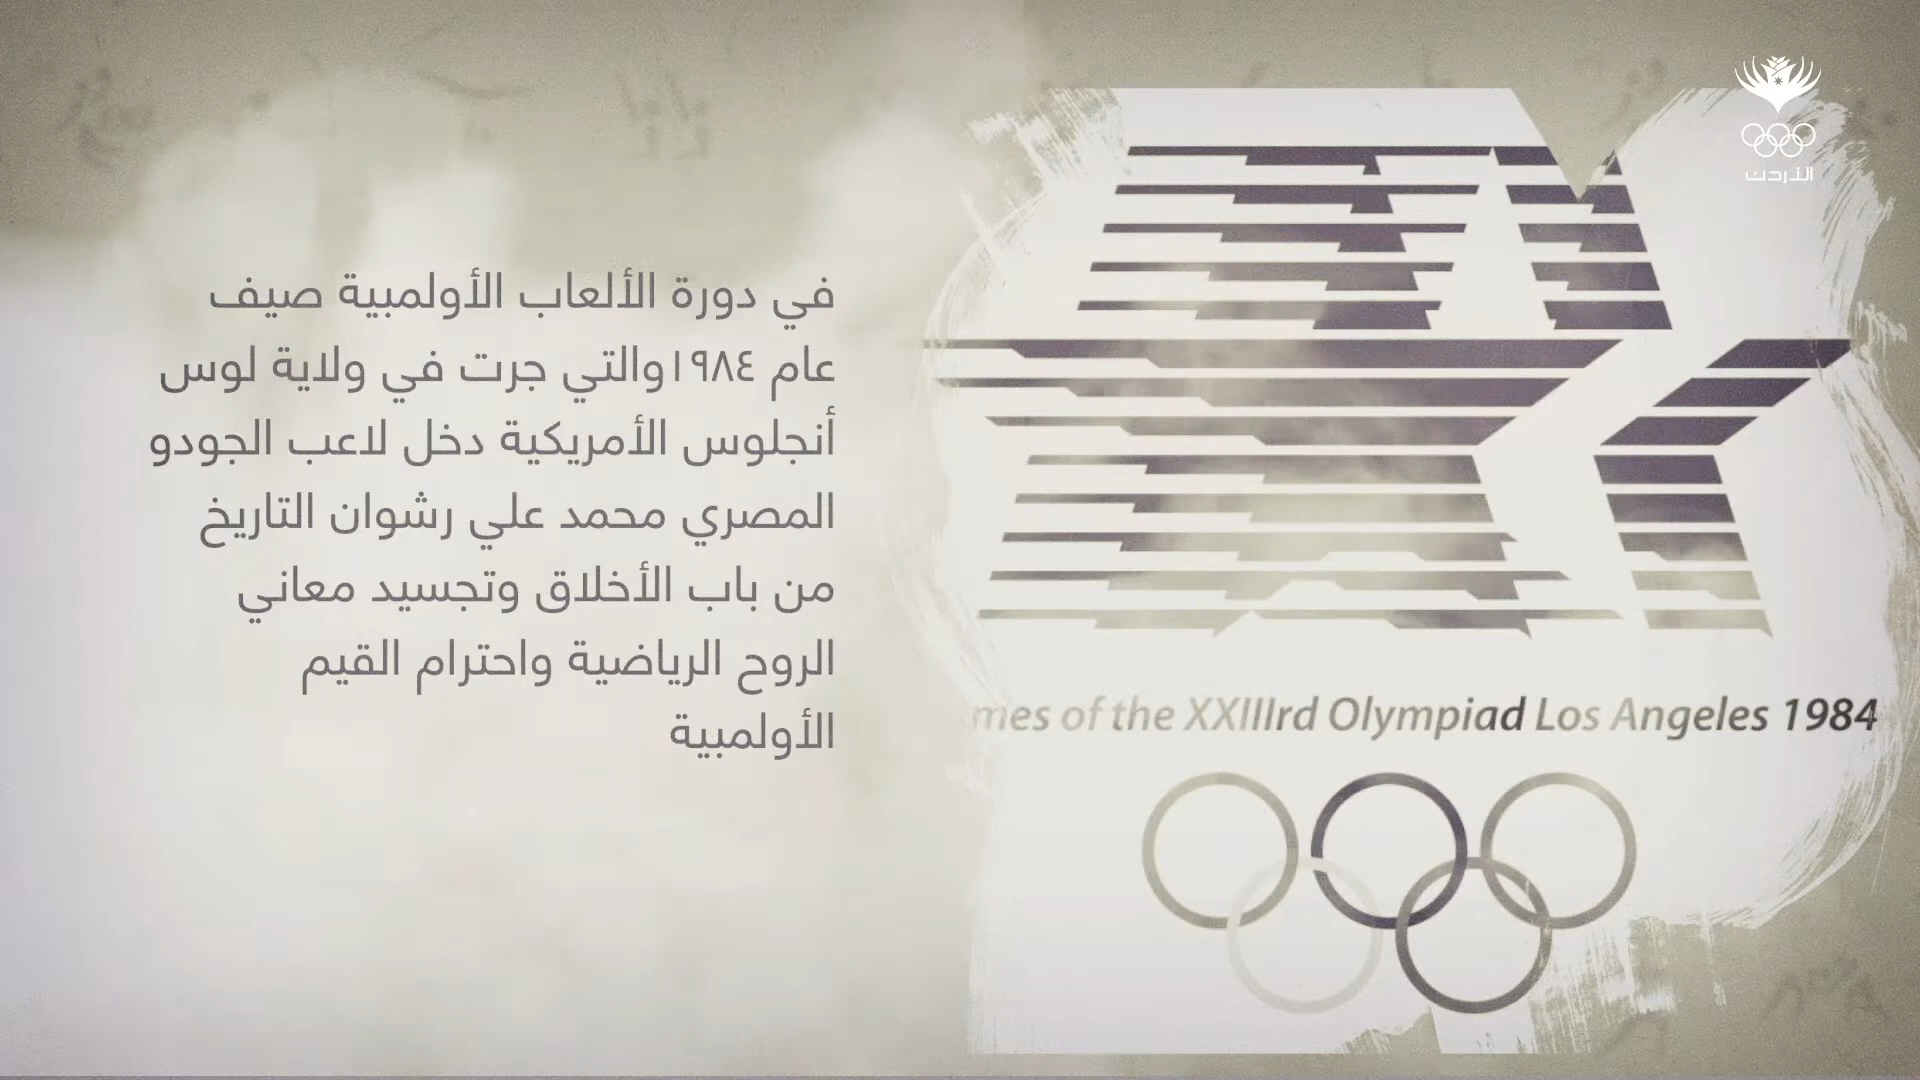 في دورة الألعاب الأولمبية صيف
عام ١٩٨٤والتي جرت في ولاية لوس
أنجلوس الأمريكية دخل لاعب الجودو
المصري محمد علي رشوان التاريخ
من باب الأخلاق وتجسيد معاني
الروح الرياضية واحترام القيم
الأولمبية
الأردن
mes of the XXIIIrd Olympiad Los Angeles 1984